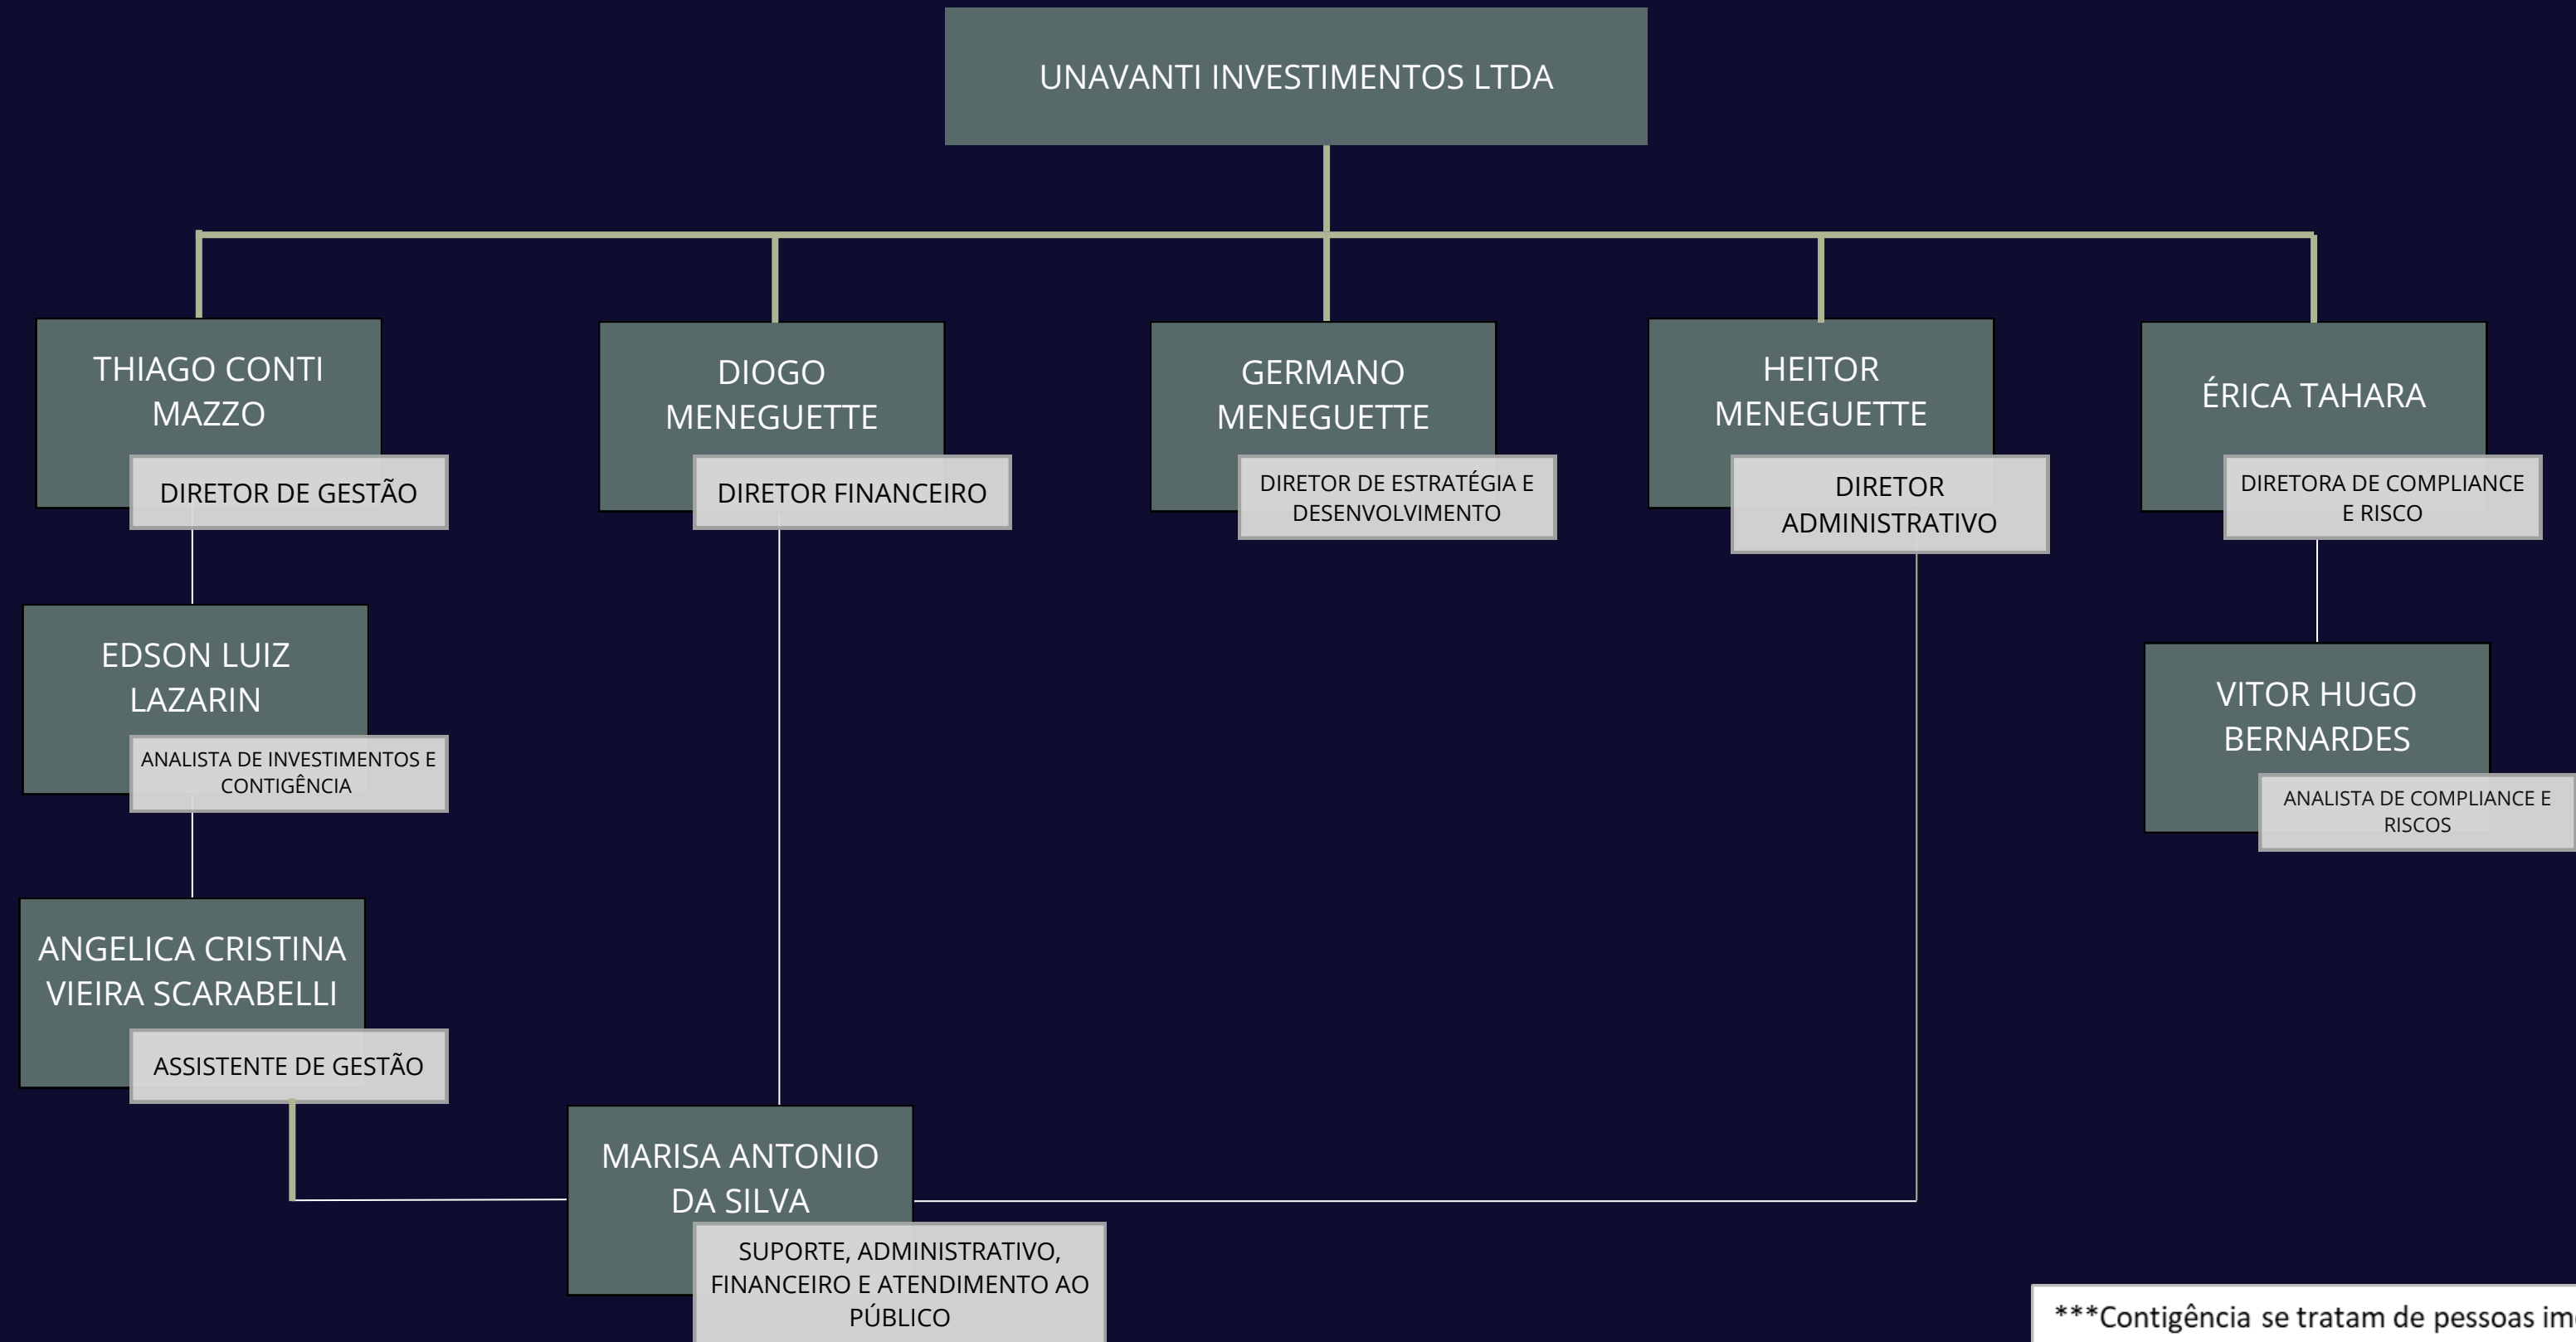 UNAVANTI INVESTIMENTOS LTDA
THIAGO CONTI
MAZZO
DIRETOR DE GESTÃO
DIOGO
MENEGUETTE
DIRETOR FINANCEIRO
GERMANO
MENEGUETTE
DIRETOR DE ESTRATÉGIA E
DESENVOLVIMENTO
HEITOR
MENEGUETTE
DIRETOR
ADMINISTRATIVO
ÉRICA TAHARA
DIRETORA DE COMPLIANCE
E RISCO
EDSON LUIZ
LAZARIN
ANALISTA DE INVESTIMENTOS E
CONTIGÊNCIA
VITOR HUGO
BERNARDES
ANALISTA DE COMPLIANCE E
RISCOS
ANGELICA CRISTINA
VIEIRA SCARABELLI
ASSISTENTE DE GESTÃO
MARISA ANTONIO
DA SILVA
SUPORTE, ADMINISTRATIVO,
FINANCEIRO E ATENDIMENTO AO
PÚBLICO
***Contigência se tratam de pessoas